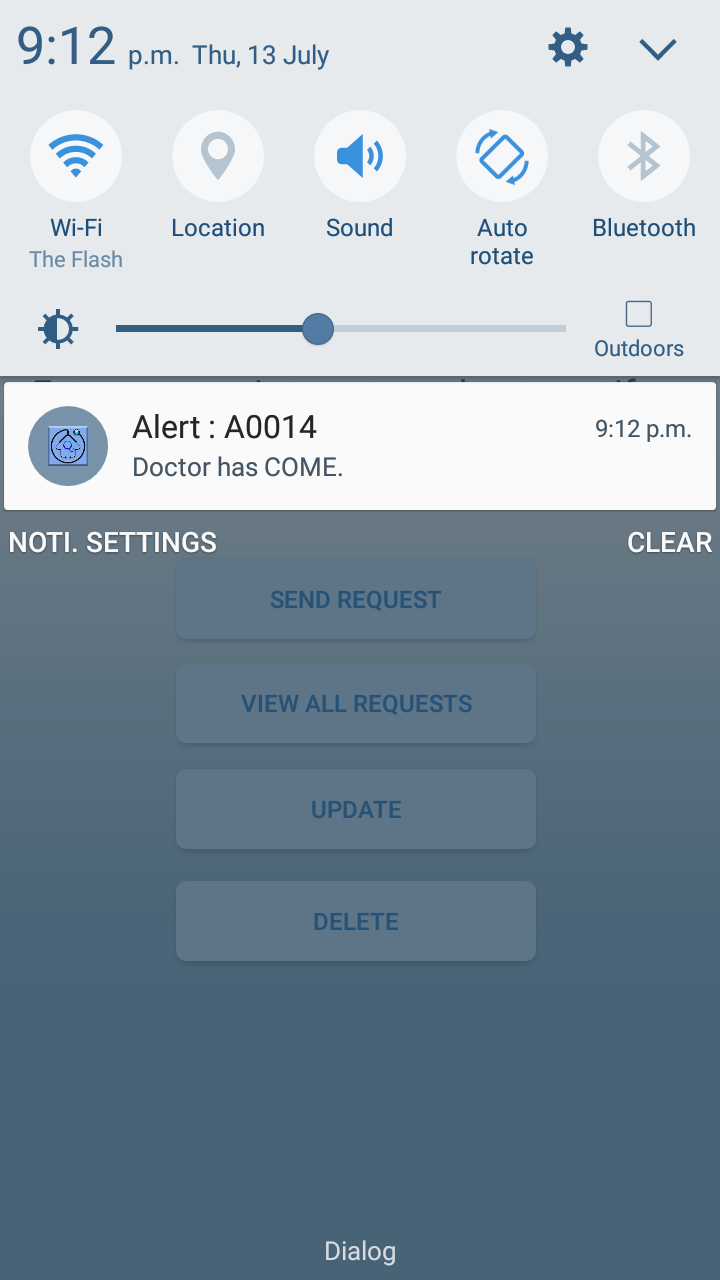 9:12 p.m. Thu, 13 July
Wi-Fi
The Flash
Location
Sound
Auto
rotate
Bluetooth
Outdoors
Alert : A0014
9:12 p.m.
Doctor has COME.
NOTI. SETTINGS
CLEAR
SEND REQUEST
VIEW ALL REQUESTS
UPDATE
DELETE
Dialog